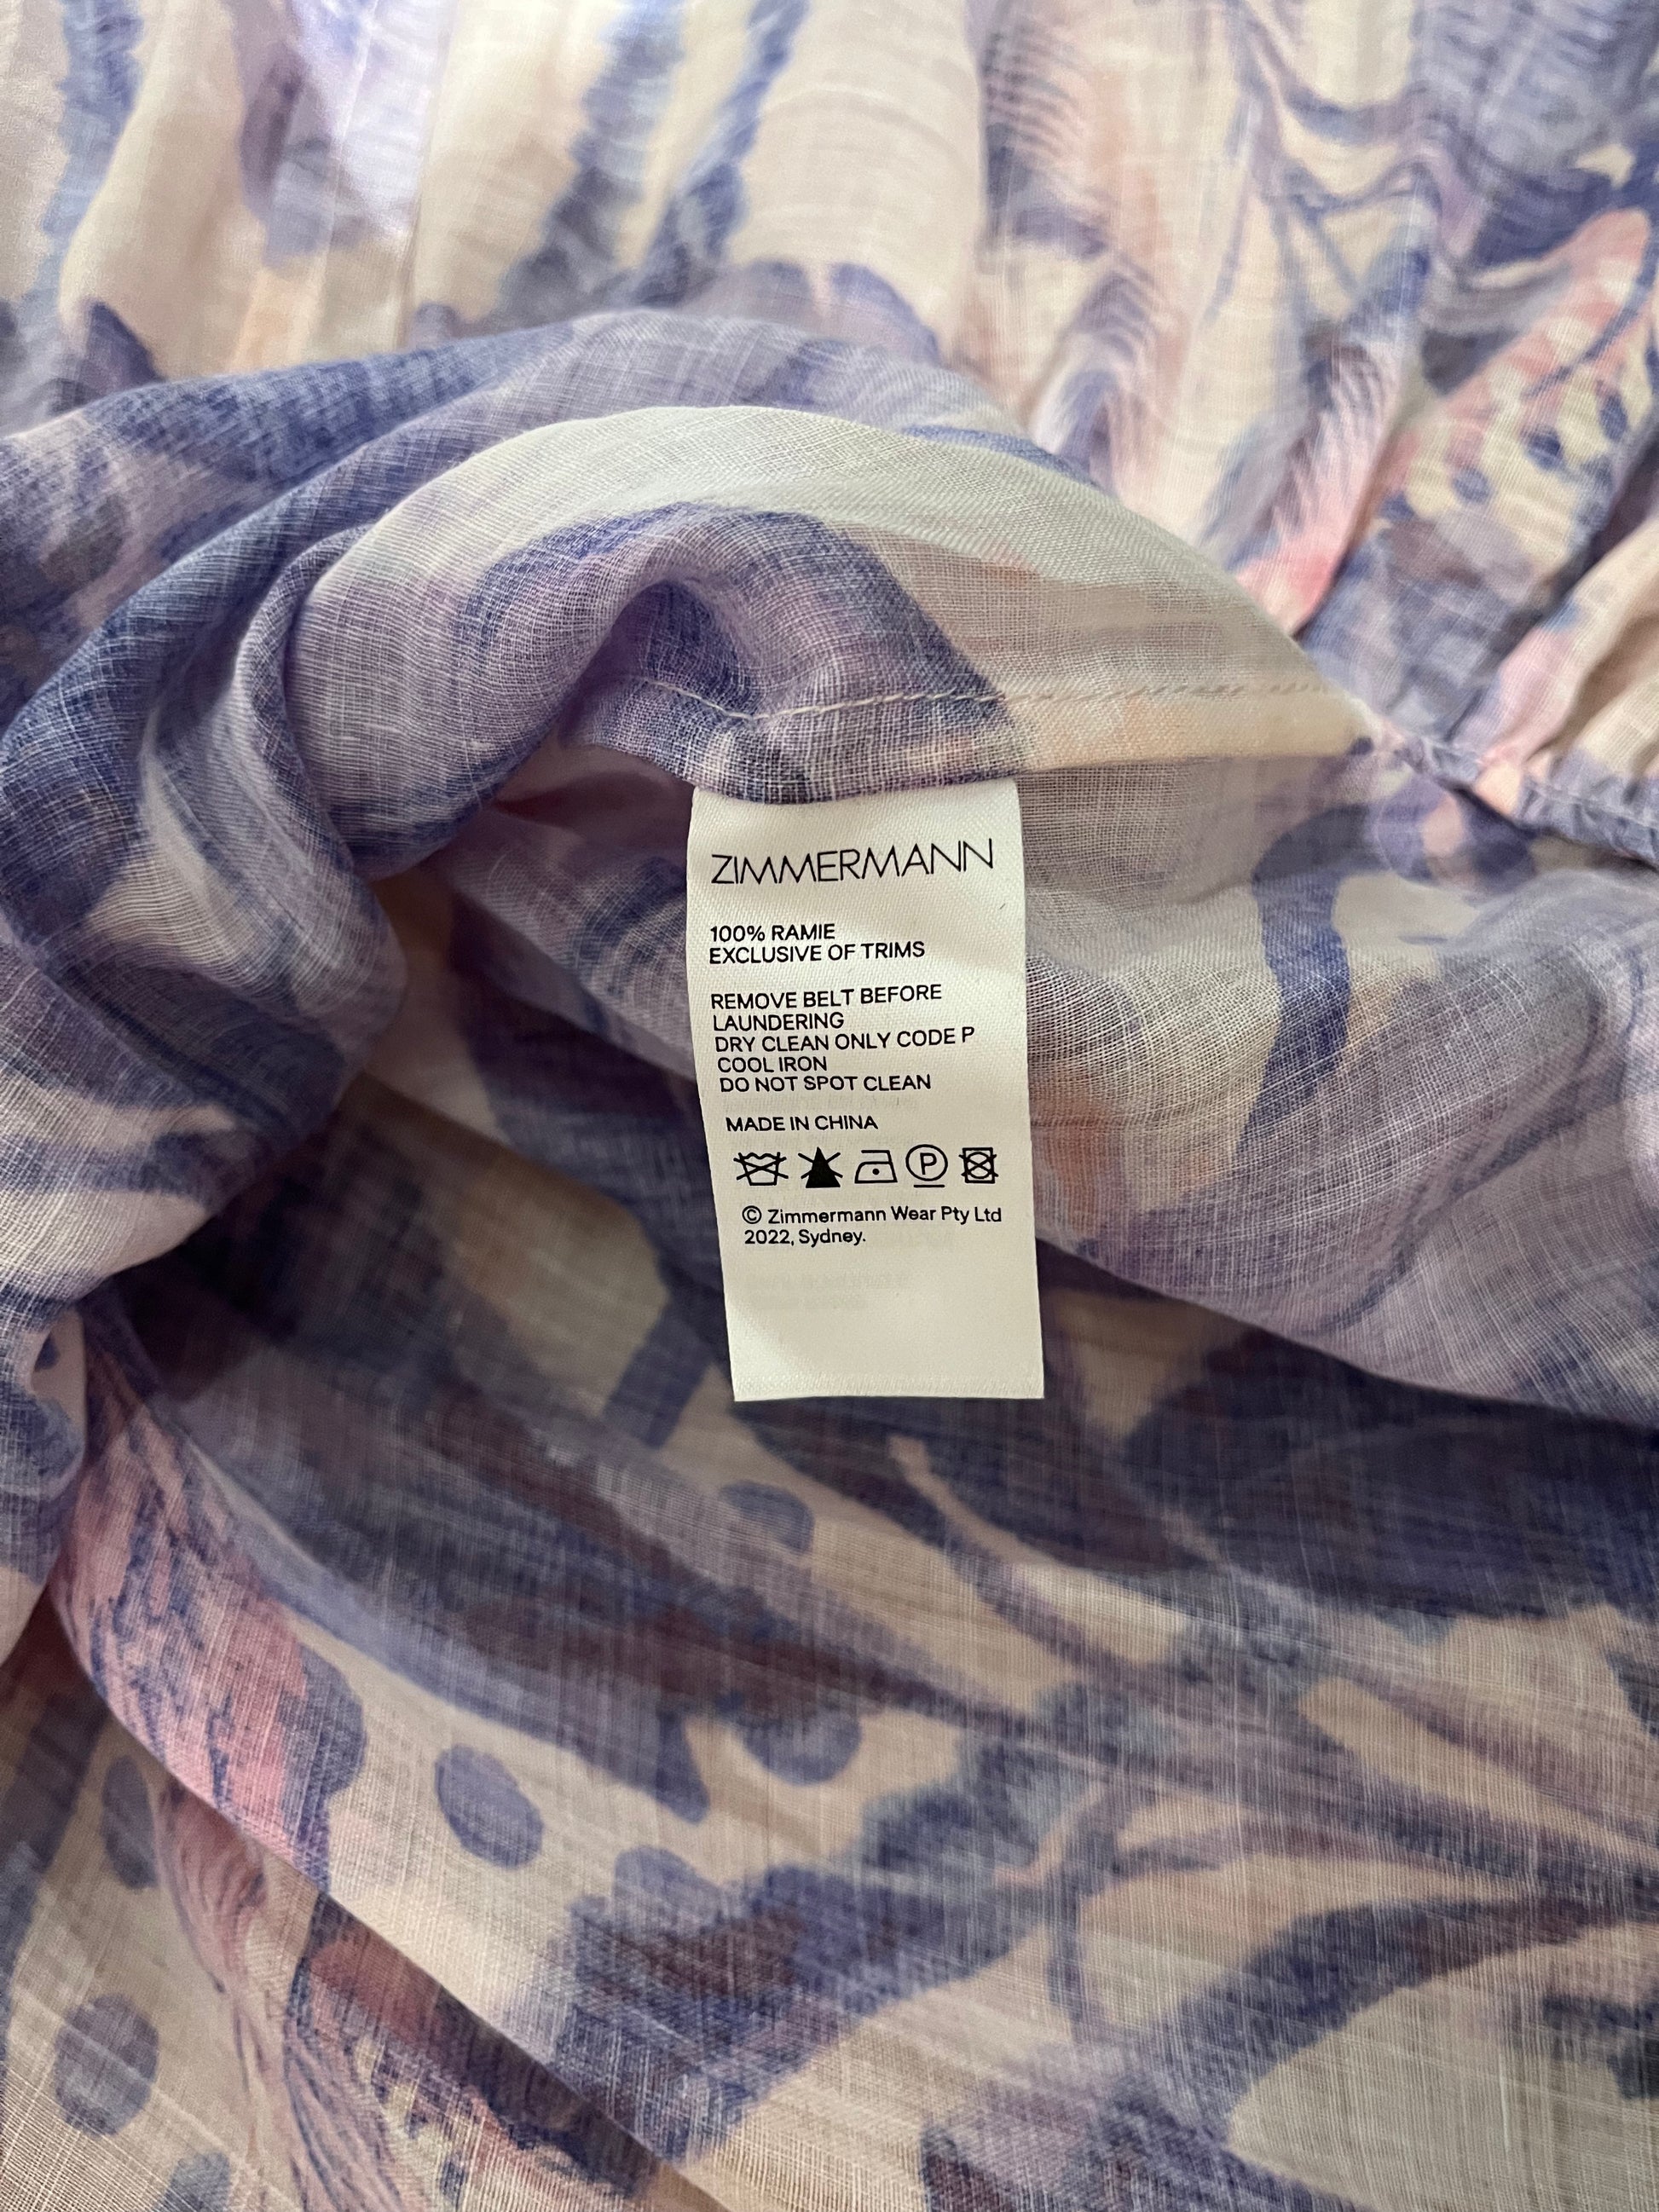 ZIMMERMANN
100% RAMIE
EXCLUSIVE OF TRIMS
REMOVE BELT BEFORE
LAUNDERING
DRY CLEAN ONLY CODE P
COOL IRON
DO NOT SPOT CLEAN
MADE IN CHINA
P
© Zimmermann Wear Pty Ltd
2022, Sydney.